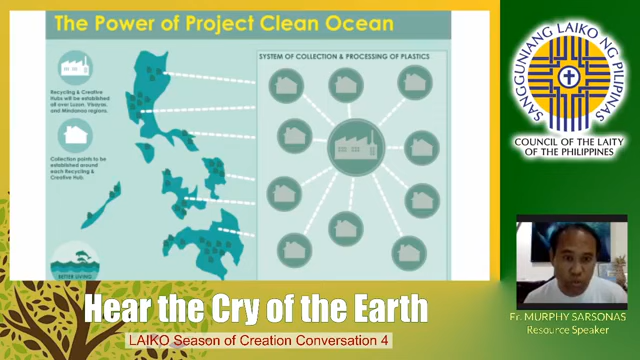 The Power of Project Clean Ocean
Recycling & Creative
Hubs will be established
all over Luzon, Visayas,
and Mindanao regions.
Collection points to be
established around
each Recycling &
Creative Hub.
BETTER LIVING
SYSTEM OF COLLECTION & PROCESSING OF PLASTICS
SANGGUNIANG LAIKO NG PILIPINAS
COUNCIL OF THE LAITY
OF THE PHILIPPINES
Fr. MURPHY SARSONAS
Resource Speaker
Hear the Cry of the Earth
LAIKO Season of Creation Conversation 4